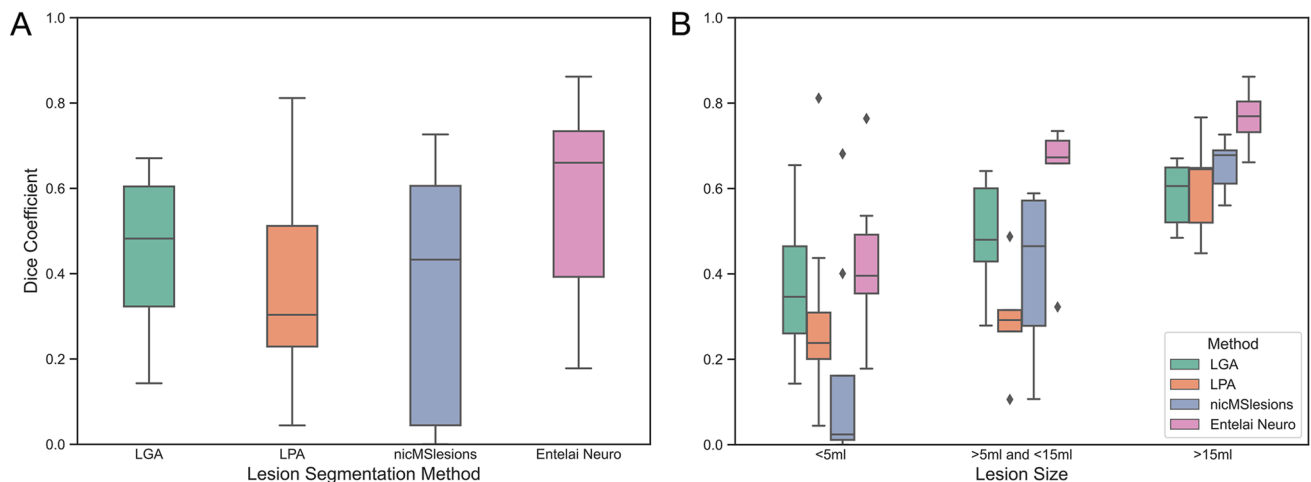 A
1.0
0.8
0.6
0.4
0.2
0.0
Dice Coefficient
LGA LPA nicMSlesions Entelai Neuro
Lesion Segmentation Method
B
1.0
0.8
0.6
0.4
0.2
0.0
<5ml >5ml and <15ml >15ml
Lesion Size
Method
LGA
LPA
nicMSlesions
Entelai Neuro